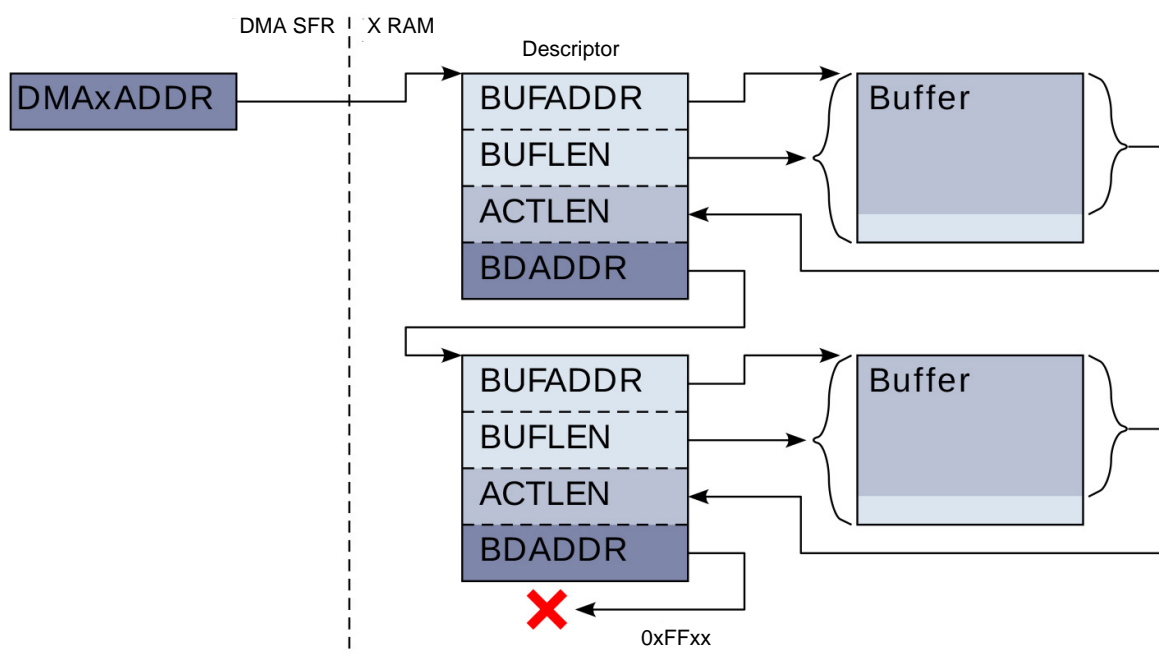 DMA SFR
X RAM
Descriptor
DMAxADDR
BUFADDR
Buffer
BUFLEN
ACTLEN
BDADDR
BUFADDR
Buffer
BUFLEN
ACTLEN
BDADDR
0xFFxx